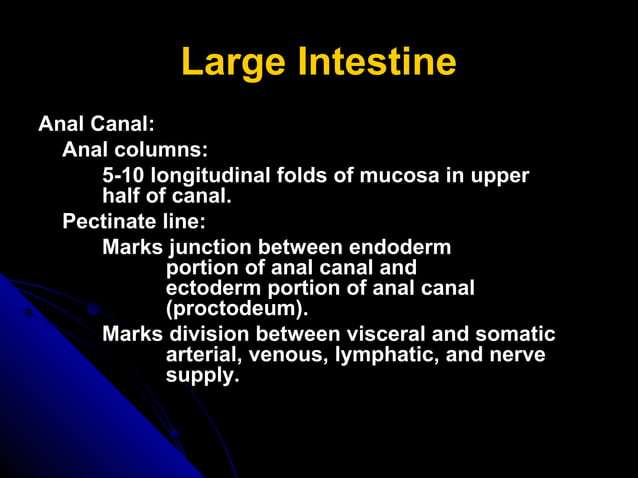 Large Intestine
Anal Canal:
Anal columns:
5-10 longitudinal folds of mucosa in upper
half of canal.
Pectinate line:
Marks junction between endoderm
portion of anal canal and
ectoderm portion of anal canal
(proctodeum).
Marks division between visceral and somatic
arterial, venous, lymphatic, and nerve
supply.